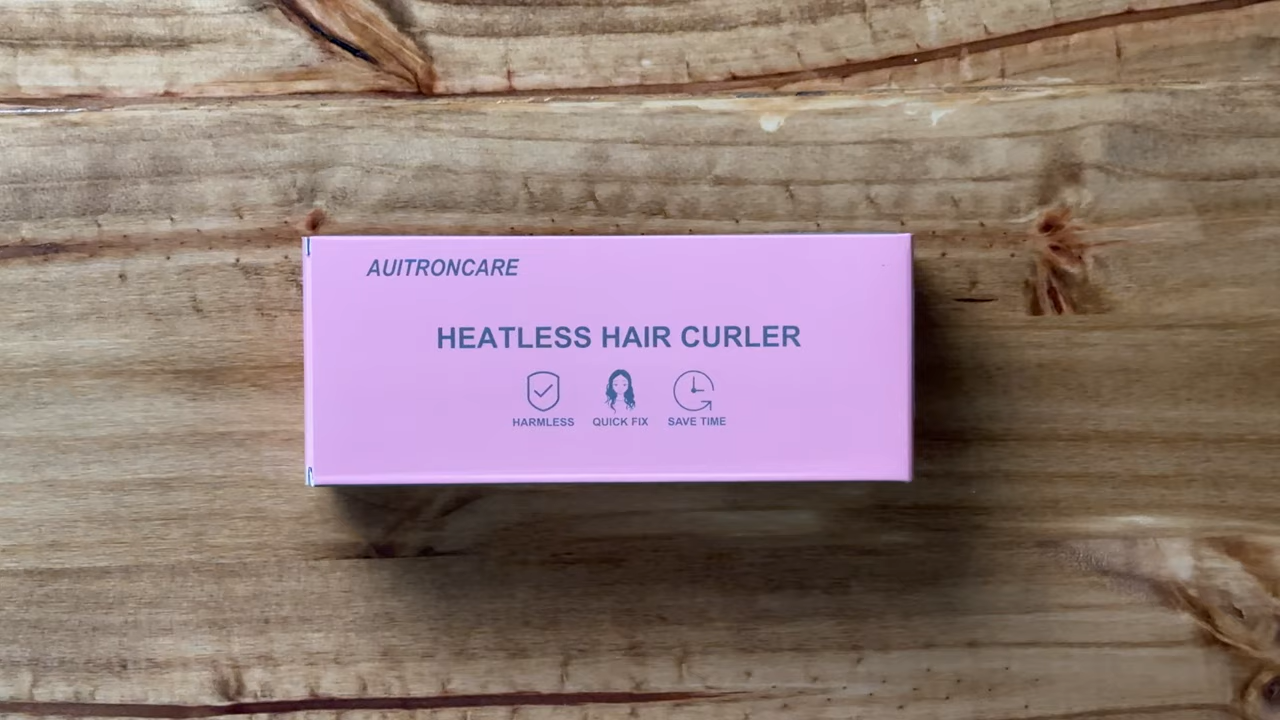 AUITRONCARE
HEATLESS HAIR CURLER
HARMLESS QUICK FIX SAVE TIME